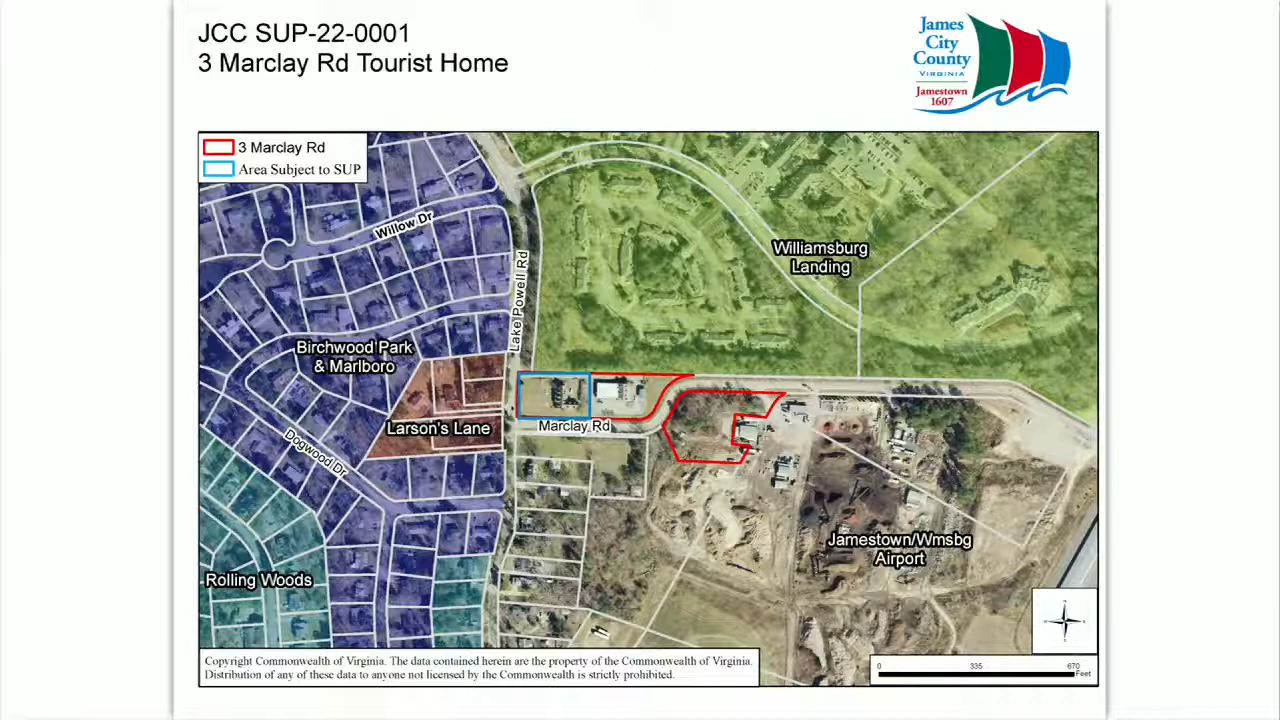 JCC SUP-22-0001
3 Marclay Rd Tourist Home
James
City
County
VIRGINIA
Jamestown
1607
3 Marclay Rd
Area Subject to SUP
Willow Dr
Lake Powell Rd
Williamsburg
Landing
Birchwood Park
& Marlboro
Larson's Lane
Marclay Rd
Dogwood Dr
Jamestown/Wmsbg
Airport
Rolling Woods
Copyright Commonwealth of Virginia. The data contained herein are the property of the Commonwealth of Virginia.
Distribution of any of these data to anyone not licensed by the Commonwealth is strictly prohibited.
0 335 670
Feet